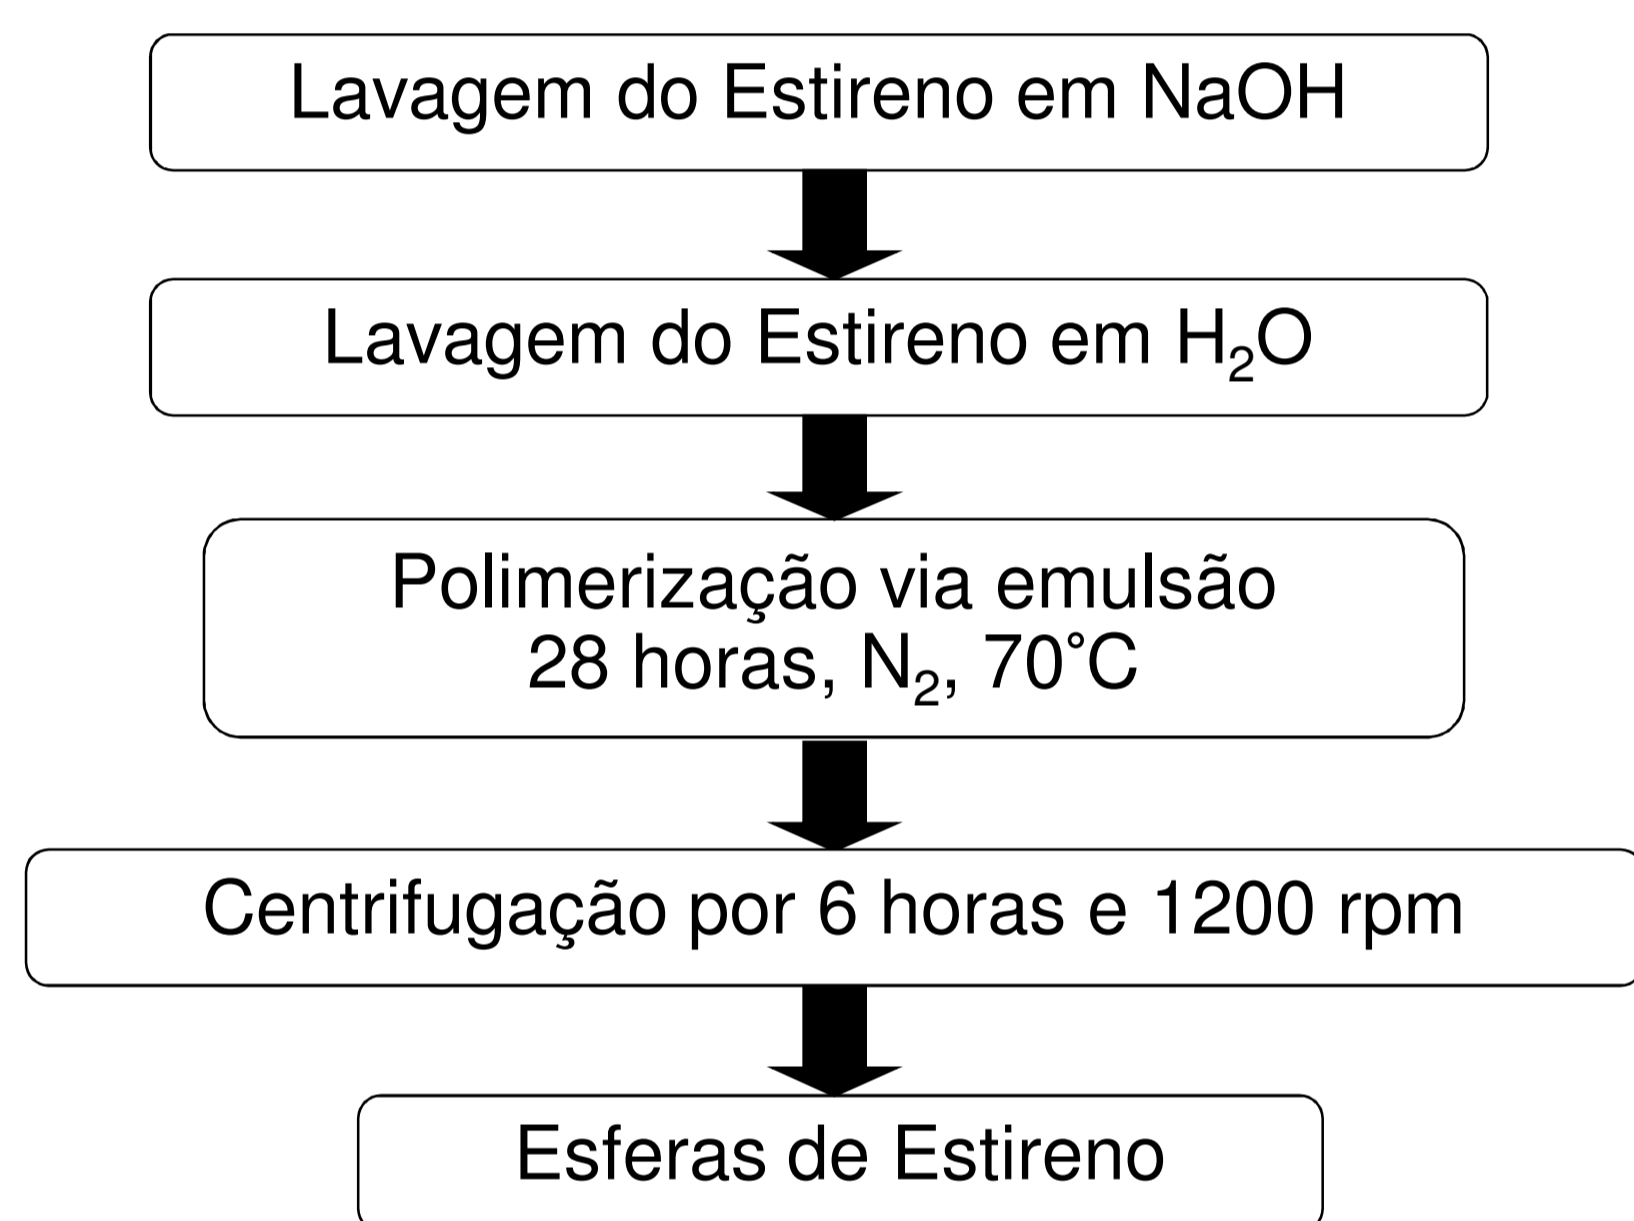 Lavagem do Estireno em NaOH
Lavagem do Estireno em H₂O
Polimerização via emulsão
28 horas, N₂, 70°C
Centrifugação por 6 horas e 1200 rpm
Esferas de Estireno